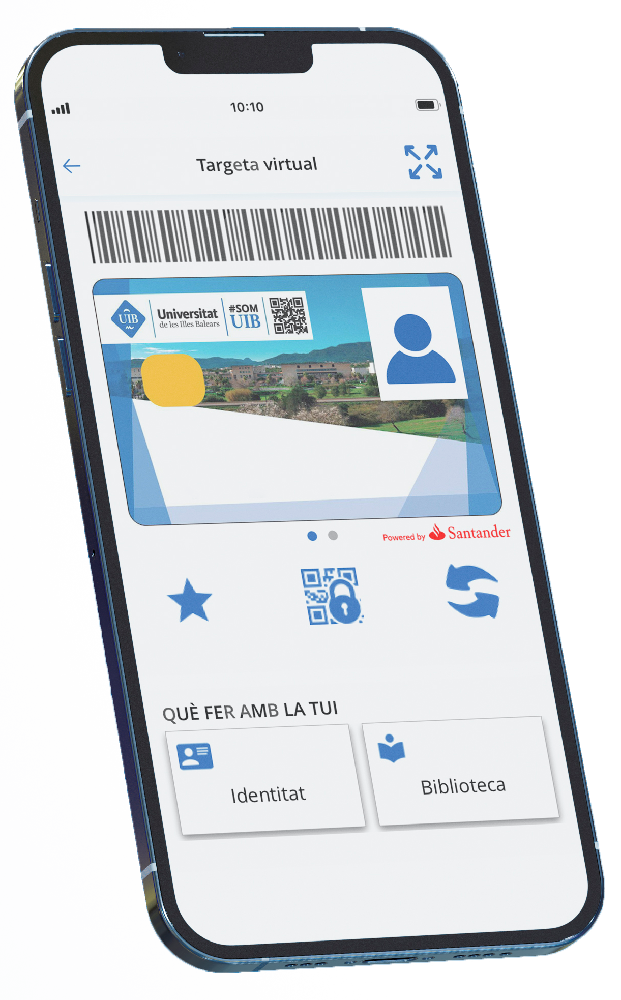 10:10
Targeta virtual
UIB
Universitat
de les Illes Balears
#SOM
UIB
Powered by Santander
QUÈ FER AMB LA TUI
Identitat
Biblioteca